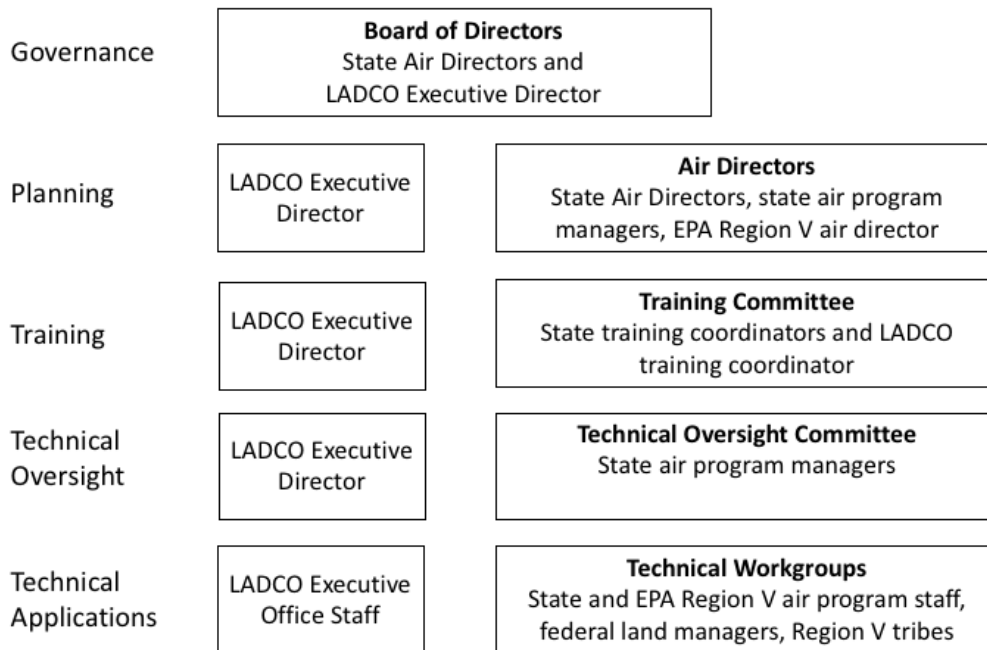 Governance
Board of Directors
State Air Directors and
LADCO Executive Director
Planning
LADCO Executive
Director
Air Directors
State Air Directors, state air program
managers, EPA Region V air director
Training
LADCO Executive
Director
Training Committee
State training coordinators and LADCO
training coordinator
Technical
Oversight
LADCO Executive
Director
Technical Oversight Committee
State air program managers
Technical
Applications
LADCO Executive
Office Staff
Technical Workgroups
State and EPA Region V air program staff,
federal land managers, Region V tribes